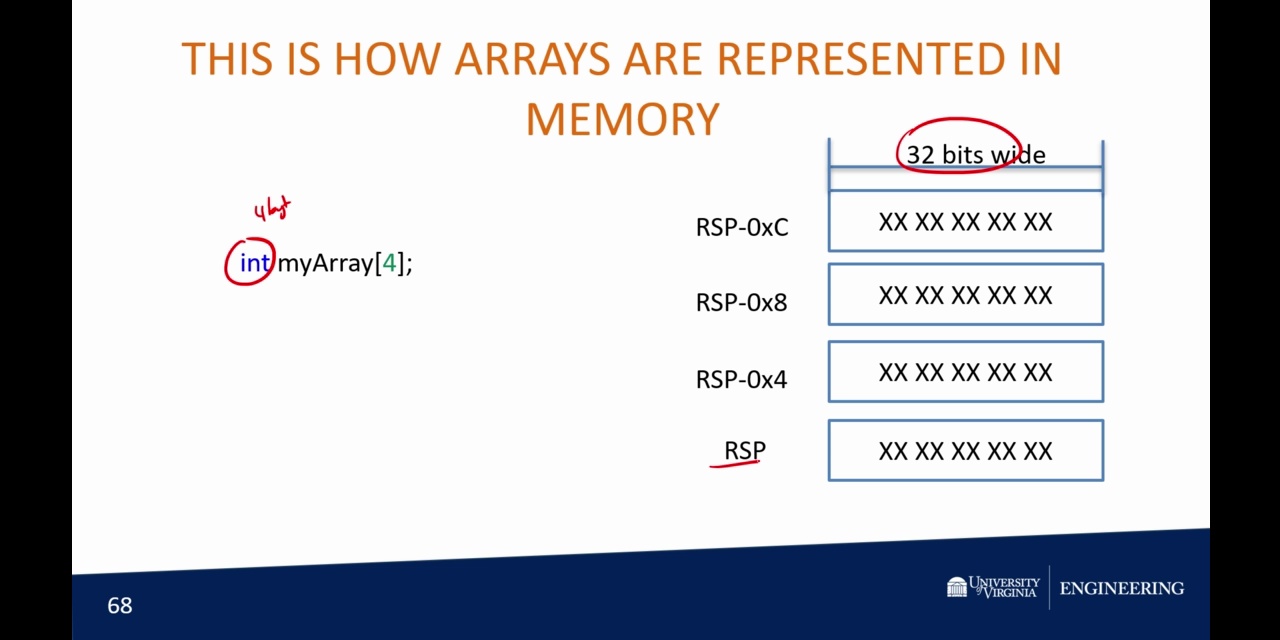 THIS IS HOW ARRAYS ARE REPRESENTED IN
MEMORY
32 bits wide
4 byt
int myArray[4];
RSP-0xC
XX XX XX XX XX
RSP-0x8
XX XX XX XX XX
RSP-0x4
XX XX XX XX XX
RSP
XX XX XX XX XX
68
UNIVERSITY of VIRGINIA
ENGINEERING